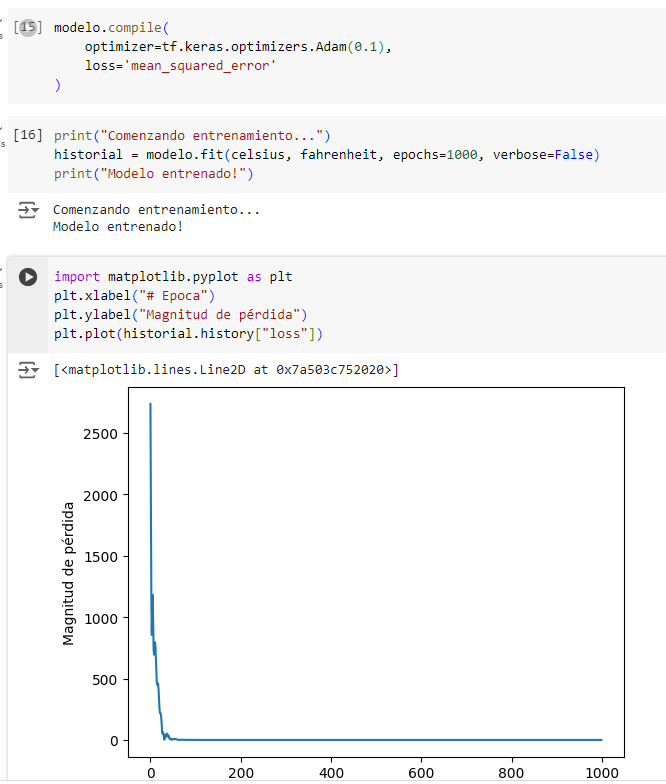 [15] modelo.compile(
optimizer=tf.keras.optimizers.Adam(0.1),
loss='mean_squared_error'
)
[16] print("Comenzando entrenamiento...")
historial = modelo.fit(celsius, fahrenheit, epochs=1000, verbose=False)
print("Modelo entrenado!")
Comenzando entrenamiento...
Modelo entrenado!
import matplotlib.pyplot as plt
plt.xlabel("# Epoca")
plt.ylabel("Magnitud de pérdida")
plt.plot(historial.history["loss"])
[<matplotlib.lines.Line2D at 0x7a503c752020>]
2500
2000
1500
1000
500
0
Magnitud de pérdida
0 200 400 600 800 1000